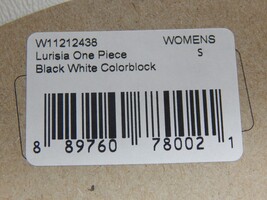 W11212438 WOMENS
Lurisia One Piece S
Black White Colorblock
8 89760 78002 1